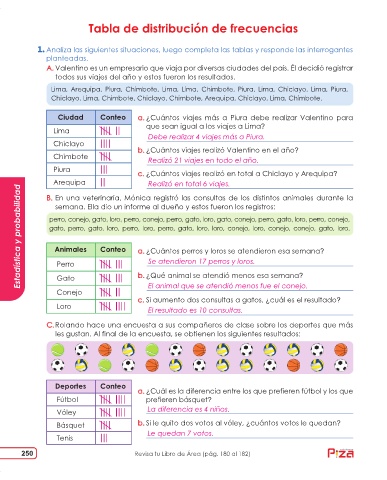 Tabla de distribución de frecuencias
1. Analiza las siguientes situaciones, luego completa las tablas y responde las interrogantes
planteadas.
A. Valentino es un empresario que viaja por diversas ciudades del país. Él decidió registrar
todos sus viajes del año y estos fueron los resultados.
Lima, Arequipa, Piura, Chimbote, Lima, Lima, Chimbote, Piura, Lima, Chiclayo, Lima, Piura,
Chiclayo, Lima, Chimbote, Chiclayo, Chimbote, Arequipa, Chiclayo, Lima, Chimbote.
Ciudad Conteo
Lima
Chiclayo
Chimbote
Piura
Arequipa
a. ¿Cuántos viajes más a Piura debe realizar Valentino para
que sean igual a los viajes a Lima?
Debe realizar 4 viajes más a Piura.
b. ¿Cuántos viajes realizó Valentino en el año?
Realizó 21 viajes en todo el año.
c. ¿Cuántos viajes realizó en total a Chiclayo y Arequipa?
Realizó en total 6 viajes.
B. En una veterinaria, Mónica registró las consultas de los distintos animales durante la
semana. Ella dio un informe al dueño y estos fueron los registros:
perro, conejo, gato, loro, perro, conejo, perro, gato, loro, gato, conejo, perro, gato, loro, perro, conejo,
gato, perro, gato, loro, perro, loro, perro, gato, loro, loro, conejo, loro, conejo, conejo, gato, loro.
Animales Conteo
Perro
Gato
Conejo
Loro
a. ¿Cuántos perros y loros se atendieron esa semana?
Se atendieron 17 perros y loros.
b. ¿Qué animal se atendió menos esa semana?
El animal que se atendió menos fue el conejo.
c. Si aumento dos consultas a gatos, ¿cuál es el resultado?
El resultado es 10 consultas.
C. Rolando hace una encuesta a sus compañeros de clase sobre los deportes que más
les gustan. Al final de la encuesta, se obtienen los siguientes resultados:
Deportes Conteo
Fútbol
Vóley
Básquet
Tenis
a. ¿Cuál es la diferencia entre los que prefieren fútbol y los que
prefieren básquet?
La diferencia es 4 niños.
b. Si le quito dos votos al vóley, ¿cuántos votos le quedan?
Le quedan 7 votos.
Estadística y probabilidad
250
Revisa tu Libro de Área (pág. 180 al 182)
Pizza